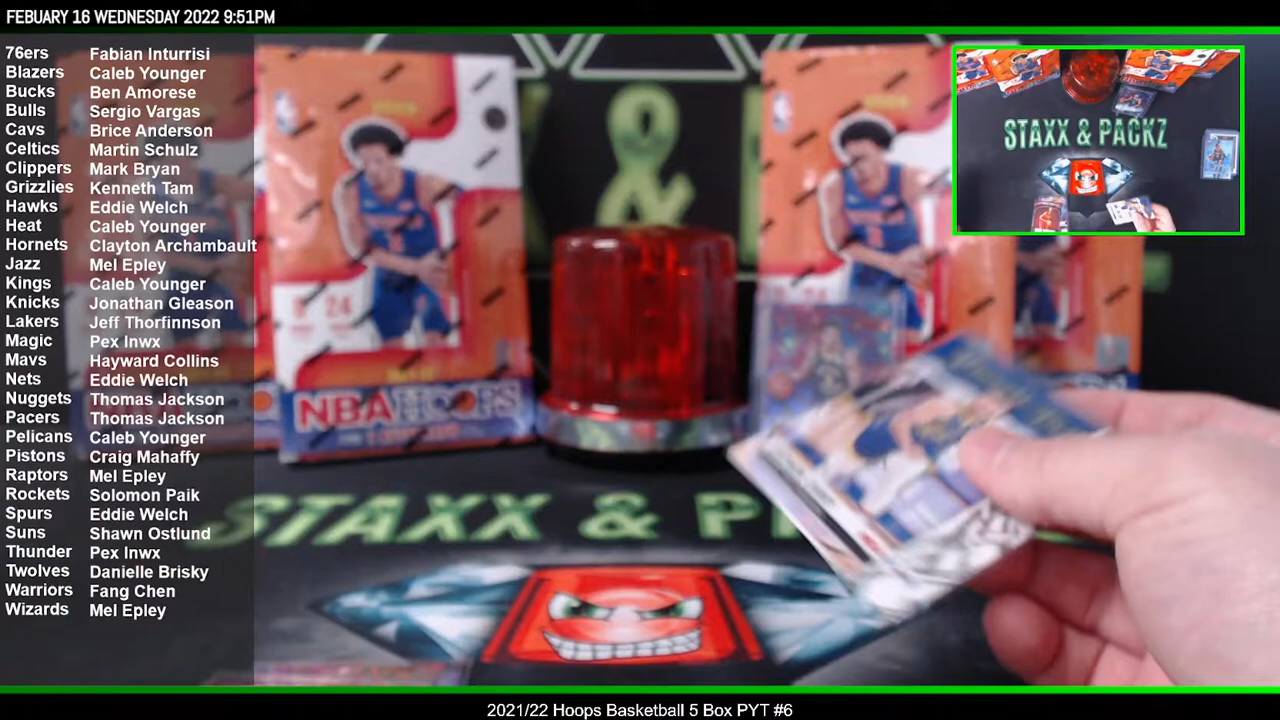 FEBUARY 16 WEDNESDAY 2022 9:51PM
76ers Fabian Inturrisi
Blazers Caleb Younger
Bucks Ben Amorese
Bulls Sergio Vargas
Cavs Brice Anderson
Celtics Martin Schulz
Clippers Mark Bryan
Grizzlies Kenneth Tam
Hawks Eddie Welch
Heat Caleb Younger
Hornets Clayton Archambault
Jazz Mel Epley
Kings Caleb Younger
Knicks Jonathan Gleason
Lakers Jeff Thorfinnson
Magic Pex Inwx
Mavs Hayward Collins
Nets Eddie Welch
Nuggets Thomas Jackson
Pacers Thomas Jackson
Pelicans Caleb Younger
Pistons Craig Mahaffy
Raptors Mel Epley
Rockets Solomon Paik
Spurs Eddie Welch
Suns Shawn Ostlund
Thunder Pex Inwx
Twolves Danielle Brisky
Warriors Fang Chen
Wizards Mel Epley
&
8 24
NBA HOOPS
STAXX & P
STAXX & PACKZ
2021/22 Hoops Basketball 5 Box PYT #6